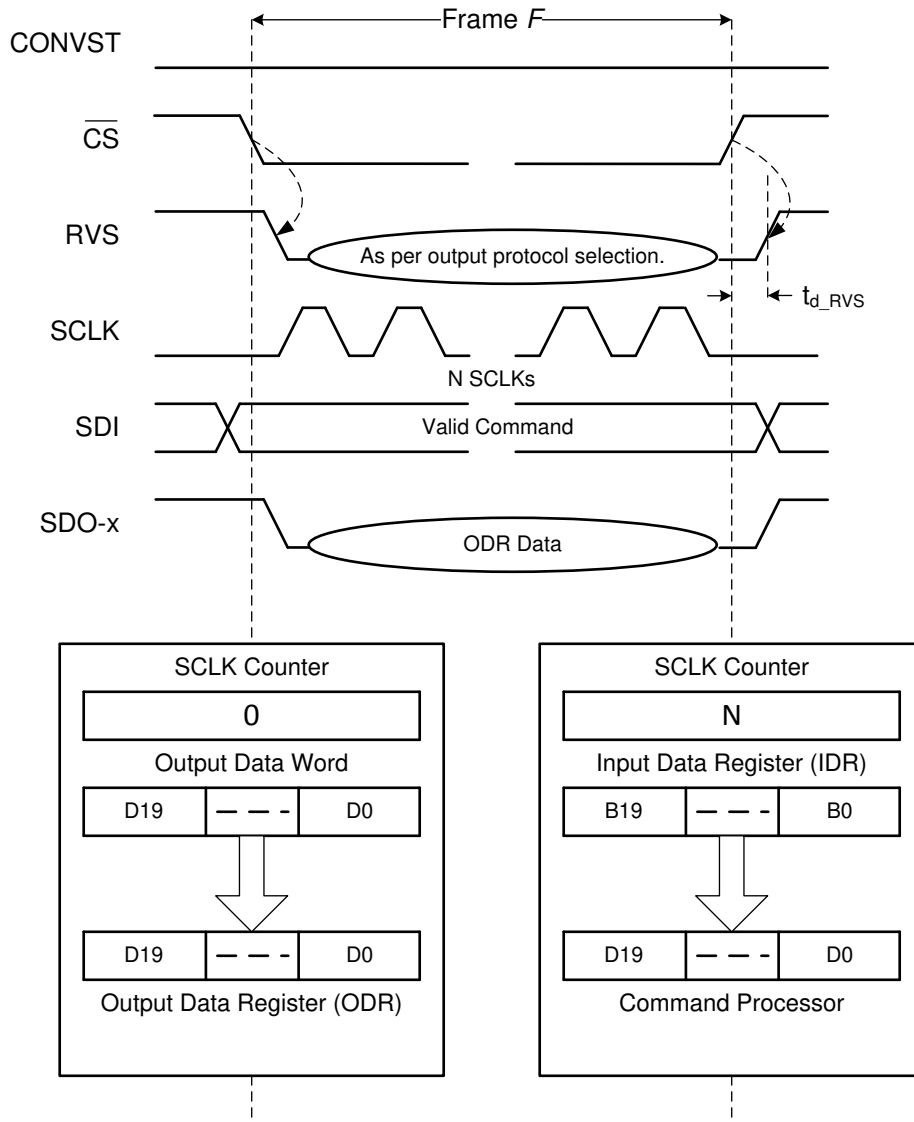 Frame F
CONVST
CS
RVS
As per output protocol selection.
td_RVS
SCLK
N SCLKs
SDI
Valid Command
SDO-x
ODR Data
SCLK Counter
0
Output Data Word
D19
D0
D19
D0
Output Data Register (ODR)
SCLK Counter
N
Input Data Register (IDR)
B19
B0
D19
D0
Command Processor